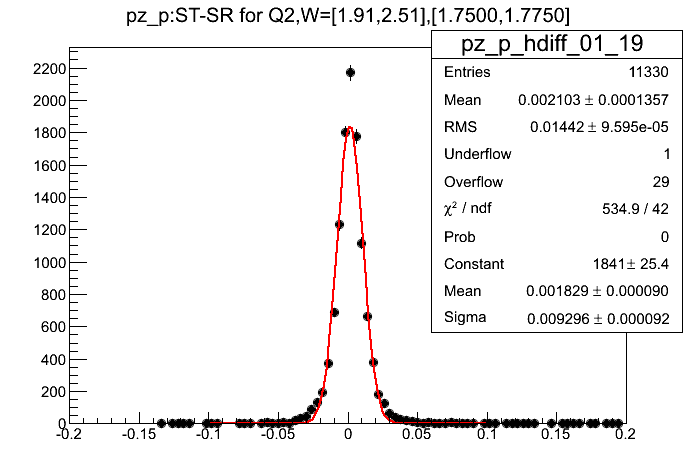 pz_p:ST-SR for Q2,W=[1.91,2.51],[1.7500,1.7750]
pz_p_hdiff_01_19
Entries 11330
Mean 0.002103 ± 0.0001357
RMS 0.01442 ± 9.595e-05
Underflow 1
Overflow 29
χ² / ndf 534.9 / 42
Prob 0
Constant 1841 ± 25.4
Mean 0.001829 ± 0.000090
Sigma 0.009296 ± 0.000092
2200
2000
1800
1600
1400
1200
1000
800
600
400
200
0
-0.2 -0.15 -0.1 -0.05 0 0.05 0.1 0.15 0.2